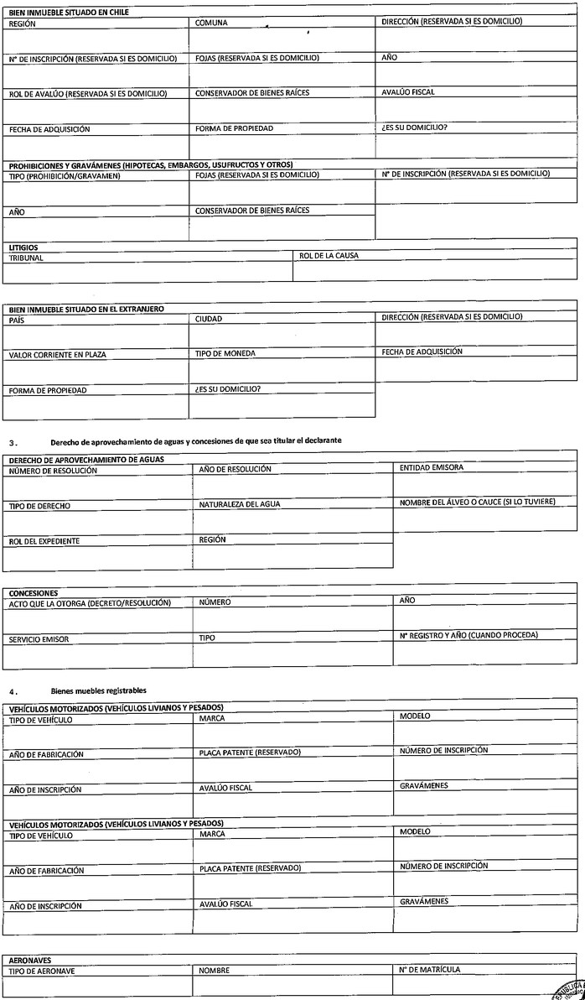 BIEN INMUEBLE SITUADO EN CHILE
REGIÓN COMUNA DIRECCIÓN (RESERVADA SI ES DOMICILIO)
N° DE INSCRIPCIÓN (RESERVADA SI ES DOMICILIO) FOJAS (RESERVADA SI ES DOMICILIO) AÑO
ROL DE AVALÚO (RESERVADA SI ES DOMICILIO) CONSERVADOR DE BIENES RAÍCES AVALÚO FISCAL
FECHA DE ADQUISICIÓN FORMA DE PROPIEDAD ¿ES SU DOMICILIO?
PROHIBICIONES Y GRAVÁMENES (HIPOTECAS, EMBARGOS, USUFRUCTOS Y OTROS)
TIPO (PROHIBICIÓN/GRAVAMEN) FOJAS (RESERVADA SI ES DOMICILIO) N° DE INSCRIPCIÓN (RESERVADA SI ES DOMICILIO)
AÑO CONSERVADOR DE BIENES RAÍCES
LITIGIOS
TRIBUNAL ROL DE LA CAUSA
BIEN INMUEBLE SITUADO EN EL EXTRANJERO
PAÍS CIUDAD DIRECCIÓN (RESERVADA SI ES DOMICILIO)
VALOR CORRIENTE EN PLAZA TIPO DE MONEDA FECHA DE ADQUISICIÓN
FORMA DE PROPIEDAD ¿ES SU DOMICILIO?
3. Derecho de aprovechamiento de aguas y concesiones de que sea titular el declarante
DERECHO DE APROVECHAMIENTO DE AGUAS
NÚMERO DE RESOLUCIÓN AÑO DE RESOLUCIÓN ENTIDAD EMISORA
TIPO DE DERECHO NATURALEZA DEL AGUA NOMBRE DEL ÁLVEO O CAUCE (SI LO TUVIERE)
ROL DEL EXPEDIENTE REGIÓN
CONCESIONES
ACTO QUE LA OTORGA (DECRETO/RESOLUCIÓN) NÚMERO AÑO
SERVICIO EMISOR TIPO N° REGISTRO Y AÑO (CUANDO PROCEDA)
4. Bienes muebles registrables
VEHÍCULOS MOTORIZADOS (VEHÍCULOS LIVIANOS Y PESADOS)
TIPO DE VEHÍCULO MARCA MODELO
AÑO DE FABRICACIÓN PLACA PATENTE (RESERVADO) NÚMERO DE INSCRIPCIÓN
AÑO DE INSCRIPCIÓN AVALÚO FISCAL GRAVÁMENES
VEHÍCULOS MOTORIZADOS (VEHÍCULOS LIVIANOS Y PESADOS)
TIPO DE VEHÍCULO MARCA MODELO
AÑO DE FABRICACIÓN PLACA PATENTE (RESERVADO) NÚMERO DE INSCRIPCIÓN
AÑO DE INSCRIPCIÓN AVALÚO FISCAL GRAVÁMENES
AERONAVES
TIPO DE AERONAVE NOMBRE N° DE MATRÍCULA